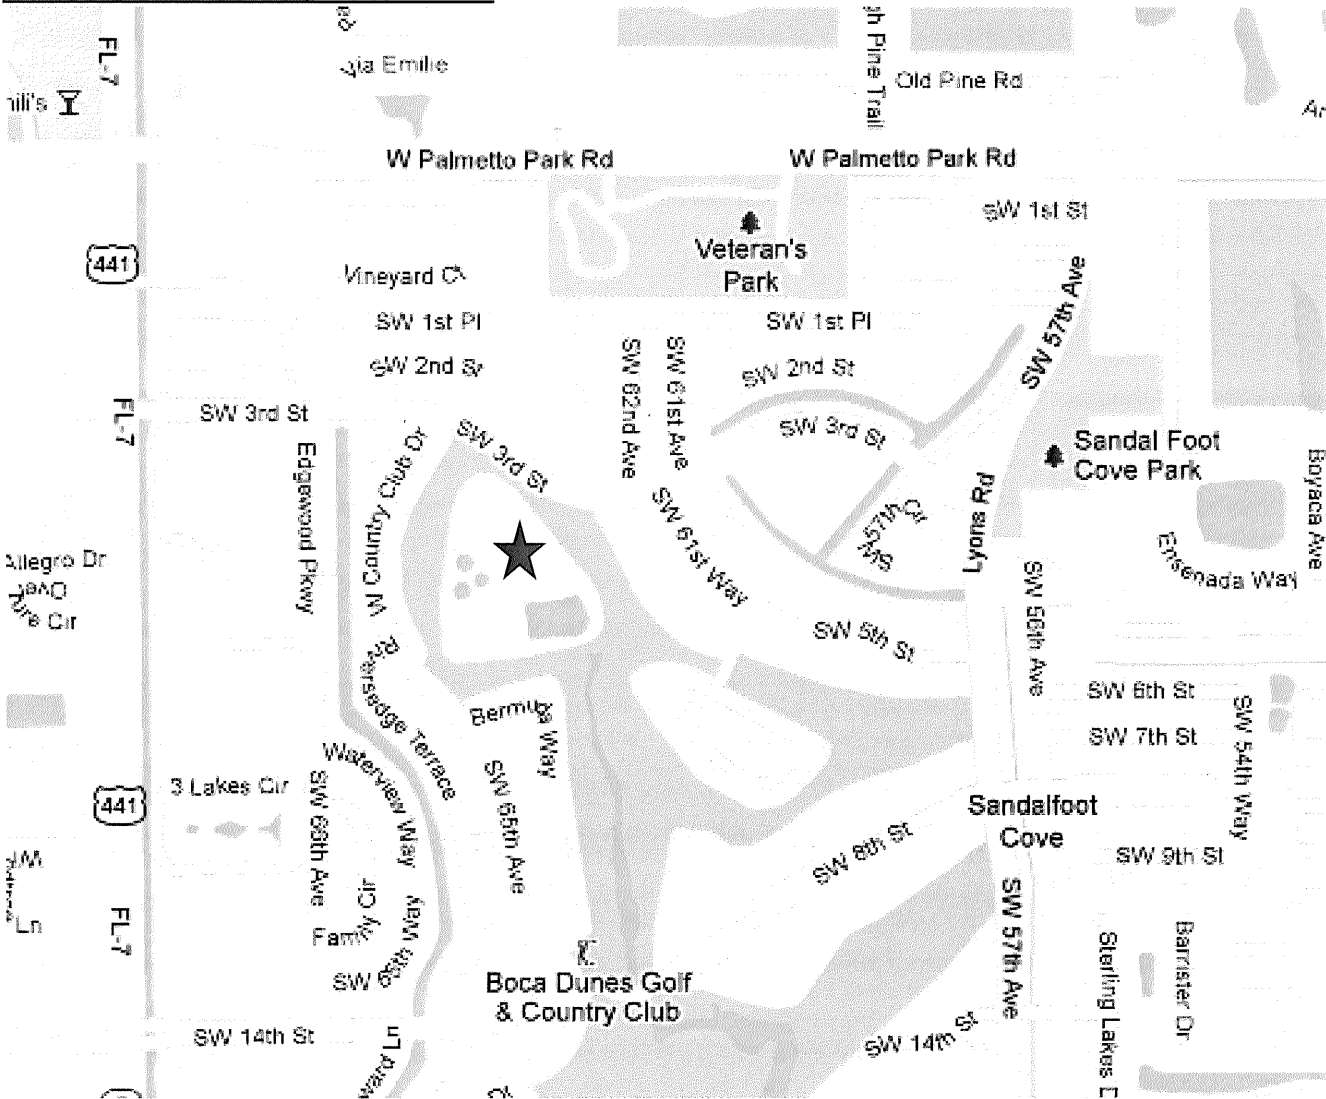 FL-7
Old Pine Rd
W Palmetto Park Rd
W Palmetto Park Rd
SW 1st St
Veteran's
Park
441
Vineyard
SW 57th Ave
SW 1st Pl
SW 1st Pl
SW 2nd St
SW 2nd St
SW 62nd Ave
SW 61st Ave
FL-7
SW 3rd St
SW 3rd St
SW 3rd St
Sandal Foot
Cove Park
Edgewood Pkwy
W Country Club Dr
Lyons Rd
Boyaca Ave
SW 57th Cir
SW 61st Way
Ensenada Way
Allegro Dr
SW 56th Ave
SW 5th St
Riversedge Terrace
SW 6th St
Bermuda Way
SW 7th St
SW 54th Way
Waterview Way
3 Lakes Cir
441
SW 66th Ave
SW 65th Ave
Sandalfoot
Cove
SW 8th St
SW 9th St
Ln
FL-7
Family Cir
SW 65th Way
SW 57th Ave
Sterling Lakes
Banister Dr
Boca Dunes Golf
& Country Club
SW 14th St
SW 14th St